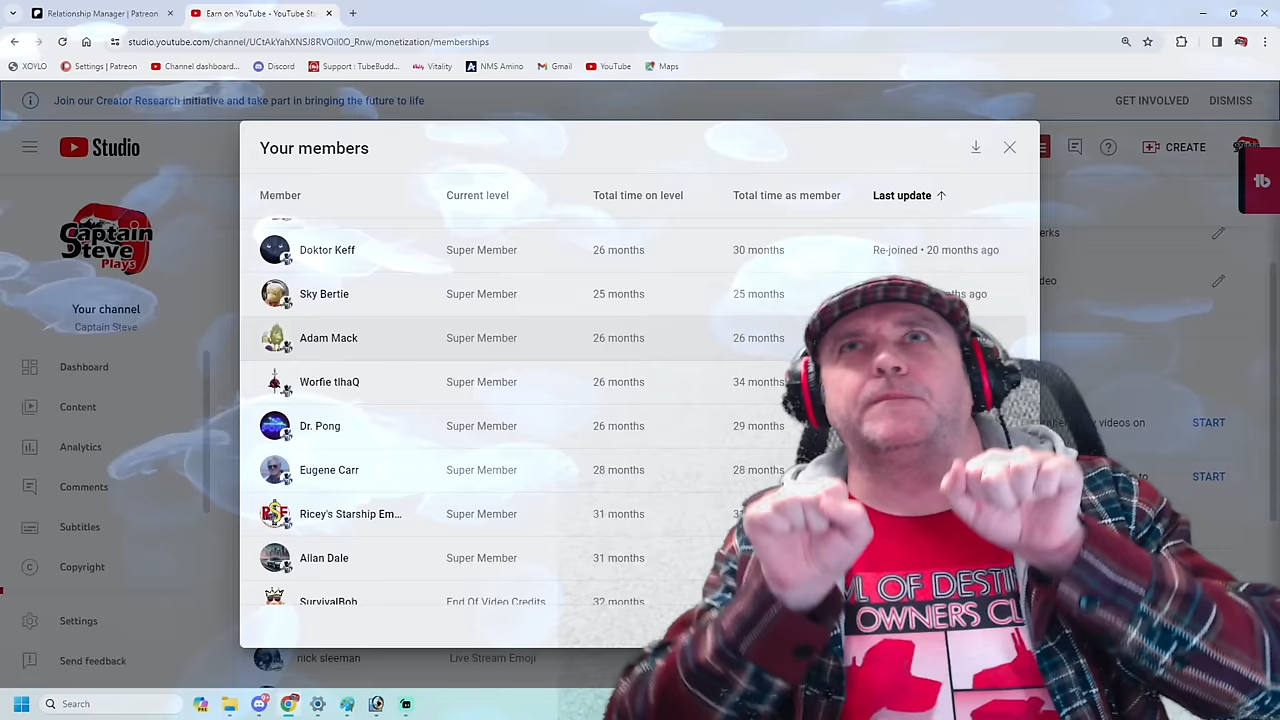 Relationship Manager | Patreon
Earn on YouTube - YouTube St
studio.youtube.com/channel/UCtAkYahXNSJ8RVOiI0O_Rnw/monetization/memberships
XOYLO
Settings | Patreon
Channel dashboard...
Discord
Support : TubeBudd...
Vitality
NMS Amino
Gmail
YouTube
Maps
Join our Creator Research initiative and take part in bringing the future to life
GET INVOLVED
DISMISS
Studio
CREATE
Your members
Member Current level Total time on level Total time as member Last update
Doktor Keff Super Member 26 months 30 months Re-joined • 20 months ago
Sky Bertie Super Member 25 months 25 months ago
Adam Mack Super Member 26 months 26 months
Worfie tlhaQ Super Member 26 months 34 months
Dr. Pong Super Member 26 months 29 months
Eugene Carr Super Member 28 months 28 months
Ricey's Starship Em... Super Member 31 months
Allan Dale Super Member 31 months
SurvivalBob End Of Video Credits 32 months
nick sleeman Live Stream Emoji
Captain
Steve
Plays
Your channel
Captain Steve
Dashboard
Content
Analytics
Comments
Subtitles
Copyright
Settings
Send feedback
videos on
START
to
START
tb
OF DESTIN
OWNERS CL
Search